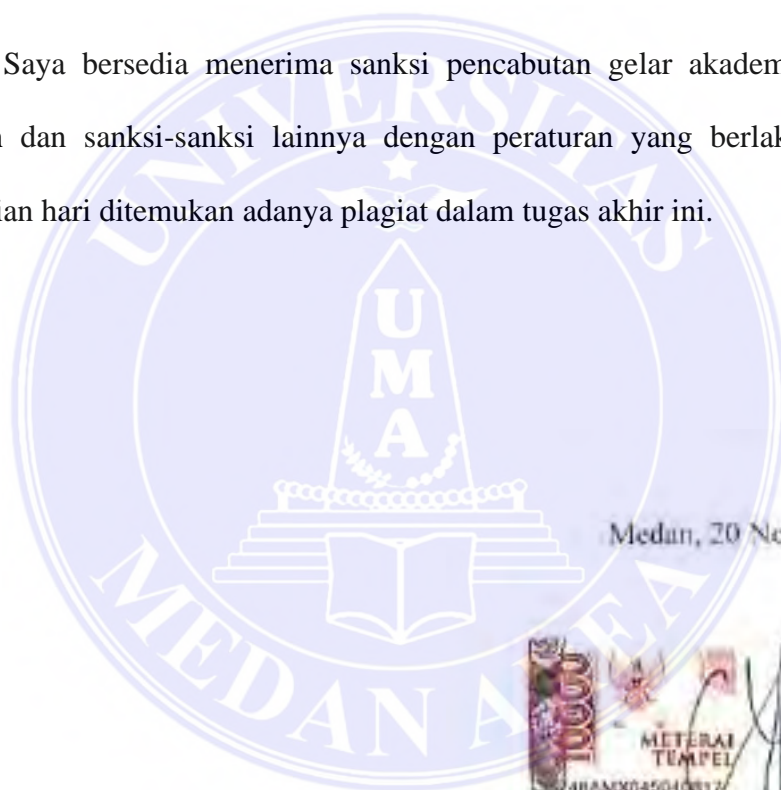 Saya bersedia menerima sanksi pencabutan gelar akadem
dan sanksi-sanksi lainnya dengan peraturan yang berlak
ian hari ditemukan adanya plagiat dalam tugas akhir ini.
UNIVERSITAS
U
M
A
Medan, 20 No
MEDAN AREA
10000
METERAI
TEMPEL